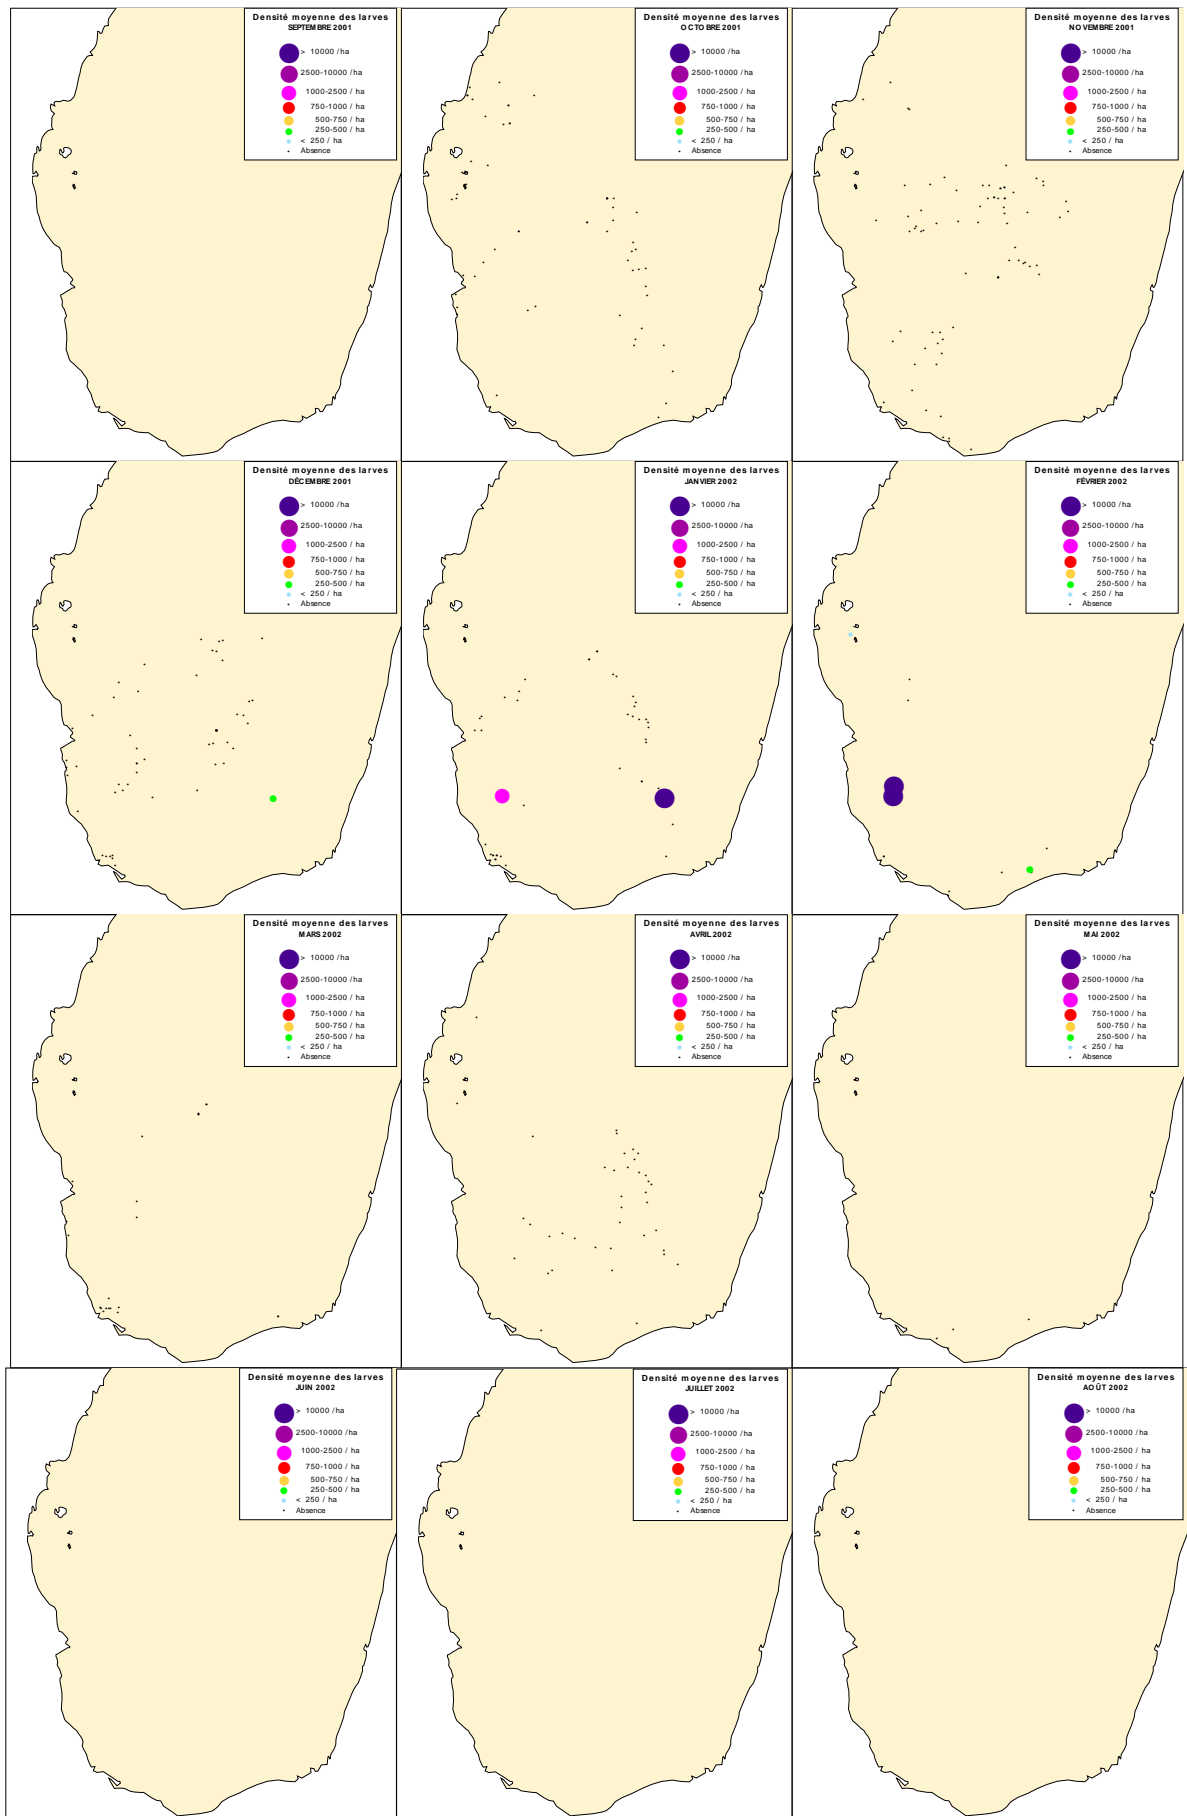 Densité moyenne des larves
SEPTEMBRE 2001
> 10000 /ha
2500-10000 /ha
1000-2500 / ha
750-1000 / ha
500-750 / ha
250-500 / ha
< 250 / ha
Absence
Densité moyenne des larves
OCTOBRE 2001
> 10000 /ha
2500-10000 /ha
1000-2500 / ha
750-1000 / ha
500-750 / ha
250-500 / ha
< 250 / ha
Absence
Densité moyenne des larves
NOVEMBRE 2001
> 10000 /ha
2500-10000 /ha
1000-2500 / ha
750-1000 / ha
500-750 / ha
250-500 / ha
< 250 / ha
Absence
Densité moyenne des larves
DÉCEMBRE 2001
> 10000 /ha
2500-10000 /ha
1000-2500 / ha
750-1000 / ha
500-750 / ha
250-500 / ha
< 250 / ha
Absence
Densité moyenne des larves
JANVIER 2002
> 10000 /ha
2500-10000 /ha
1000-2500 / ha
750-1000 / ha
500-750 / ha
250-500 / ha
< 250 / ha
Absence
Densité moyenne des larves
FÉVRIER 2002
> 10000 /ha
2500-10000 /ha
1000-2500 / ha
750-1000 / ha
500-750 / ha
250-500 / ha
< 250 / ha
Absence
Densité moyenne des larves
MARS 2002
> 10000 /ha
2500-10000 /ha
1000-2500 / ha
750-1000 / ha
500-750 / ha
250-500 / ha
< 250 / ha
Absence
Densité moyenne des larves
AVRIL 2002
> 10000 /ha
2500-10000 /ha
1000-2500 / ha
750-1000 / ha
500-750 / ha
250-500 / ha
< 250 / ha
Absence
Densité moyenne des larves
MAI 2002
> 10000 /ha
2500-10000 /ha
1000-2500 / ha
750-1000 / ha
500-750 / ha
250-500 / ha
< 250 / ha
Absence
Densité moyenne des larves
JUIN 2002
> 10000 /ha
2500-10000 /ha
1000-2500 / ha
750-1000 / ha
500-750 / ha
250-500 / ha
< 250 / ha
Absence
Densité moyenne des larves
JUILLET 2002
> 10000 /ha
2500-10000 /ha
1000-2500 / ha
750-1000 / ha
500-750 / ha
250-500 / ha
< 250 / ha
Absence
Densité moyenne des larves
AOÛT 2002
> 10000 /ha
2500-10000 /ha
1000-2500 / ha
750-1000 / ha
500-750 / ha
250-500 / ha
< 250 / ha
Absence